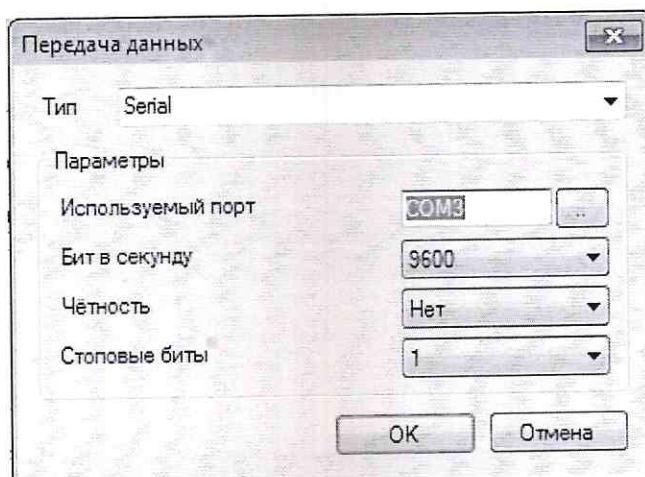 Передача данных
Тип Serial
Параметры
Используемый порт COM3 ..
Бит в секунду 9600
Чётность Нет
Стоповые биты 1
OK Отмена